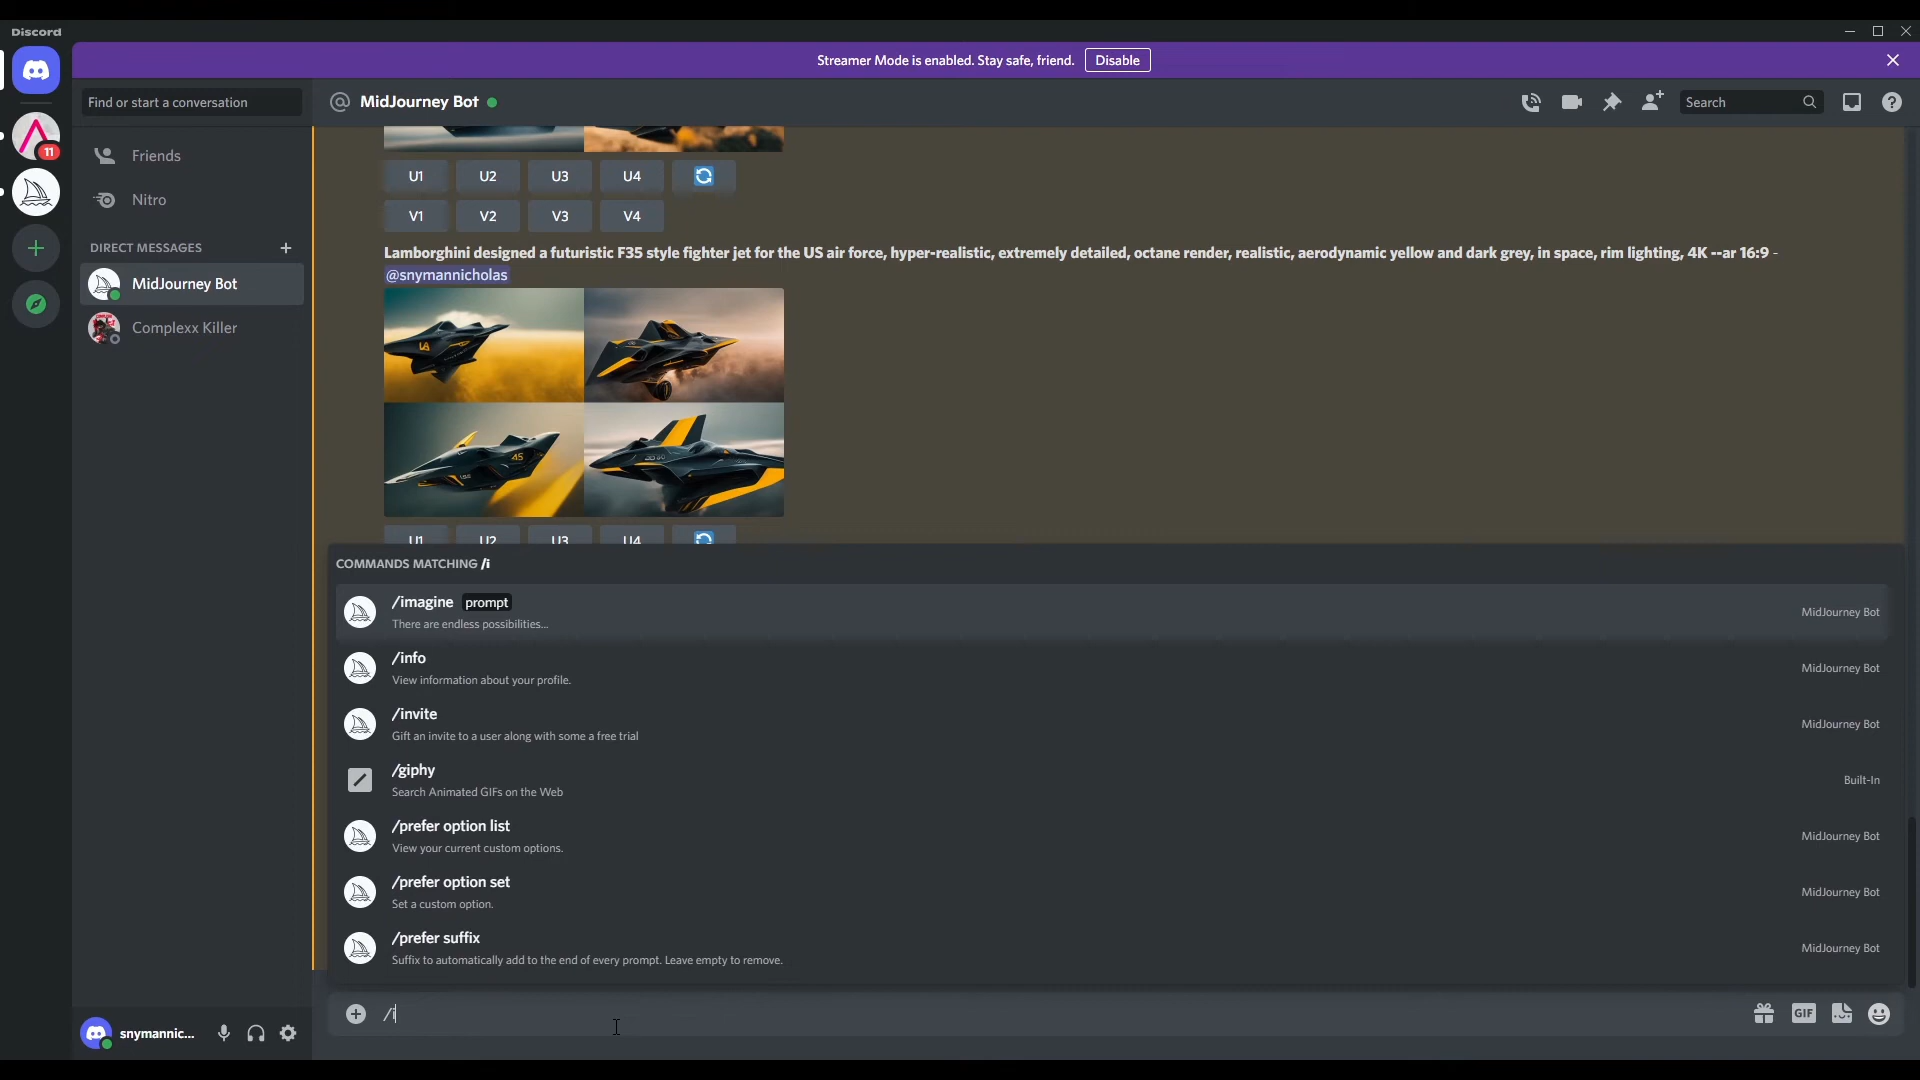 Discord
Streamer Mode is enabled. Stay safe, friend. Disable
Find or start a conversation
MidJourney Bot
Search
11
Friends
Nitro
DIRECT MESSAGES
MidJourney Bot
Complexx Killer
U1 U2 U3 U4
V1 V2 V3 V4
Lamborghini designed a futuristic F35 style fighter jet for the US air force, hyper-realistic, extremely detailed, octane render, realistic, aerodynamic yellow and dark grey, in space, rim lighting, 4K --ar 16:9 -
@snymannicholas
U1 U2 U3 U4
COMMANDS MATCHING /i
/imagine prompt
There are endless possibilities...
MidJourney Bot
/info
View information about your profile.
MidJourney Bot
/invite
Gift an invite to a user along with some a free trial
MidJourney Bot
/giphy
Search Animated GIFs on the Web
Built-In
/prefer option list
View your current custom options.
MidJourney Bot
/prefer option set
Set a custom option.
MidJourney Bot
/prefer suffix
Suffix to automatically add to the end of every prompt. Leave empty to remove.
MidJourney Bot
/i
GIF
snymannic...